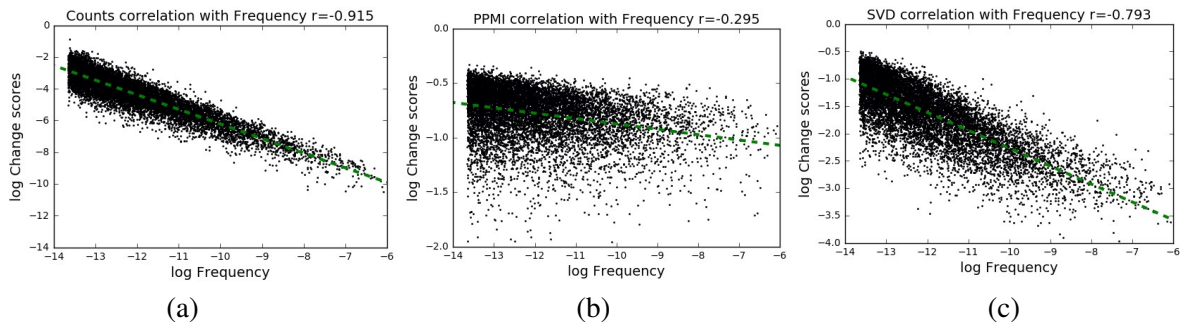 Counts correlation with Frequency r=-0.915
0
−2
−4
−6
−8
−10
−12
−14
−14 −13 −12 −11 −10 −9 −8 −7 −6
log Change scores
log Frequency
(a)
PPMI correlation with Frequency r=-0.295
0.0
−0.5
−1.0
−1.5
−2.0
−14 −13 −12 −11 −10 −9 −8 −7 −6
log Change scores
log Frequency
(b)
SVD correlation with Frequency r=-0.793
0.0
−0.5
−1.0
−1.5
−2.0
−2.5
−3.0
−3.5
−4.0
−14 −13 −12 −11 −10 −9 −8 −7 −6
log Change scores
log Frequency
(c)